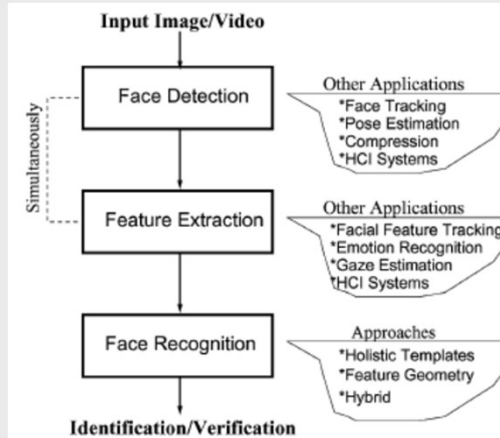 Input Image/Video
Face Detection
Other Applications
*Face Tracking
*Pose Estimation
*Compression
*HCI Systems
Simultaneously
Feature Extraction
Other Applications
*Facial Feature Tracking
*Emotion Recognition
*Gaze Estimation
*HCI Systems
Face Recognition
Approaches
*Holistic Templates
*Feature Geometry
*Hybrid
Identification/Verification